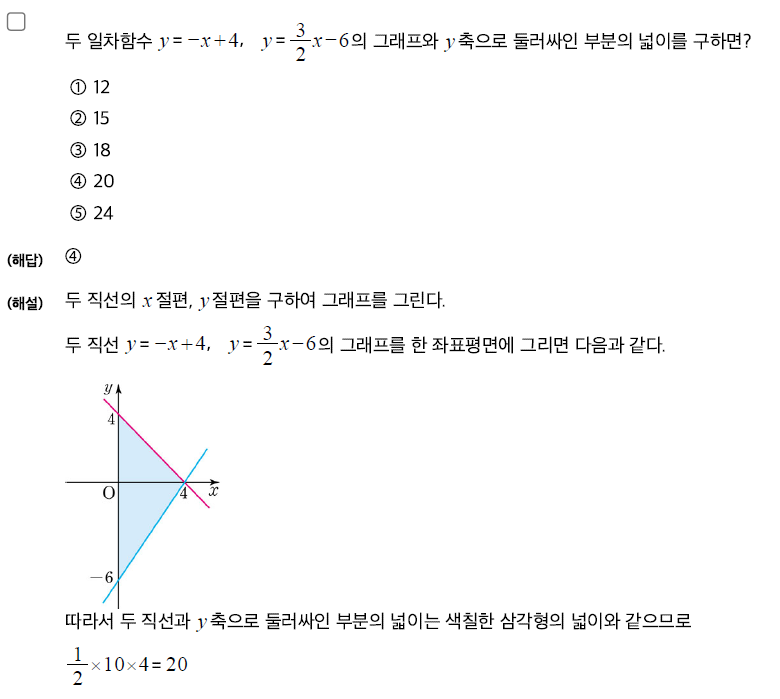 두 일차함수 y=-x+4, y=3/2x-6의 그래프와 y축으로 둘러싸인 부분의 넓이를 구하면?
① 12
② 15
③ 18
④ 20
⑤ 24
(해답) ④
(해설) 두 직선의 x절편, y절편을 구하여 그래프를 그린다.
두 직선 y=-x+4, y=3/2x-6의 그래프를 한 좌표평면에 그리면 다음과 같다.
y
4
O 4 x
-6
따라서 두 직선과 y축으로 둘러싸인 부분의 넓이는 색칠한 삼각형의 넓이와 같으므로
1/2×10×4=20